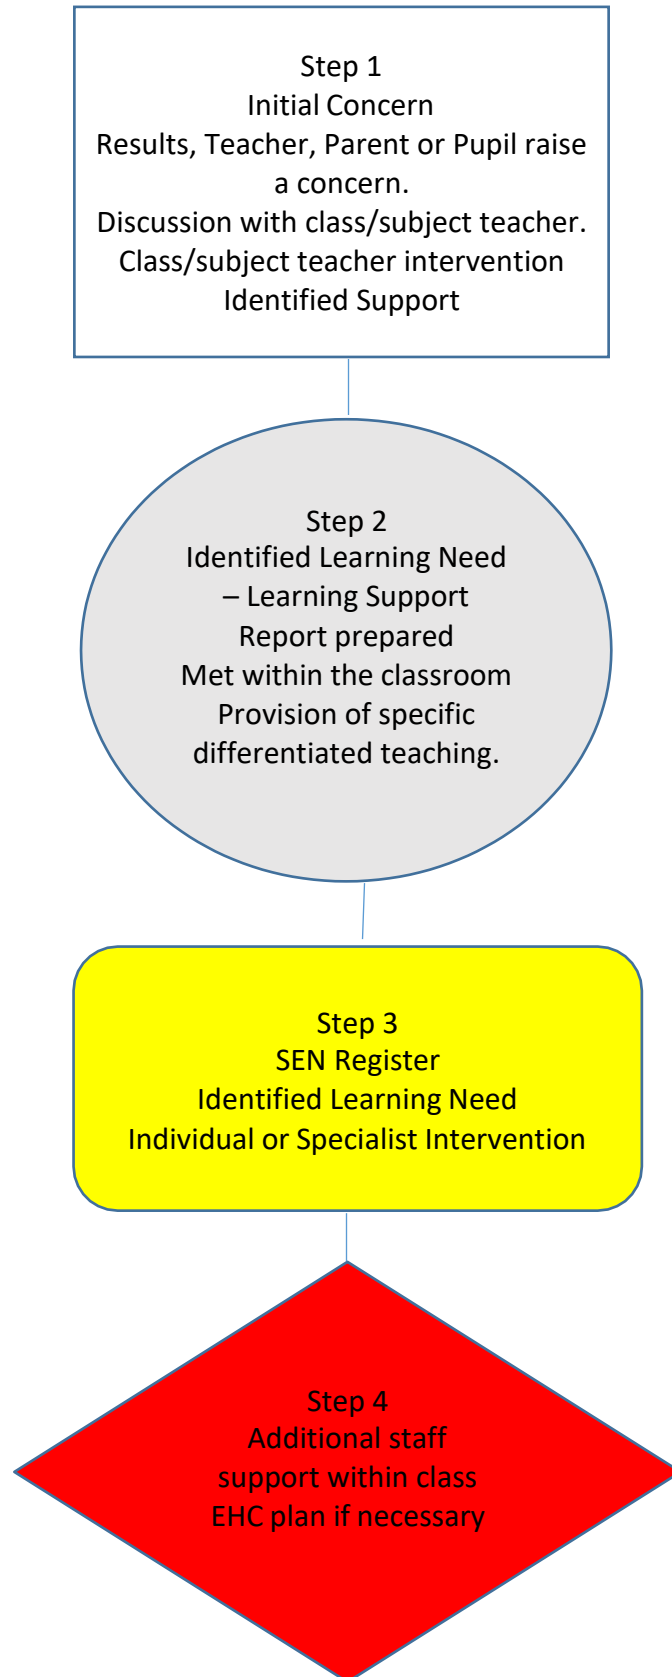 Step 1
Initial Concern
Results, Teacher, Parent or Pupil raise
a concern.
Discussion with class/subject teacher.
Class/subject teacher intervention
Identified Support
Step 2
Identified Learning Need
– Learning Support
Report prepared
Met within the classroom
Provision of specific
differentiated teaching.
Step 3
SEN Register
Identified Learning Need
Individual or Specialist Intervention
Step 4
Additional staff
support within class
EHC plan if necessary